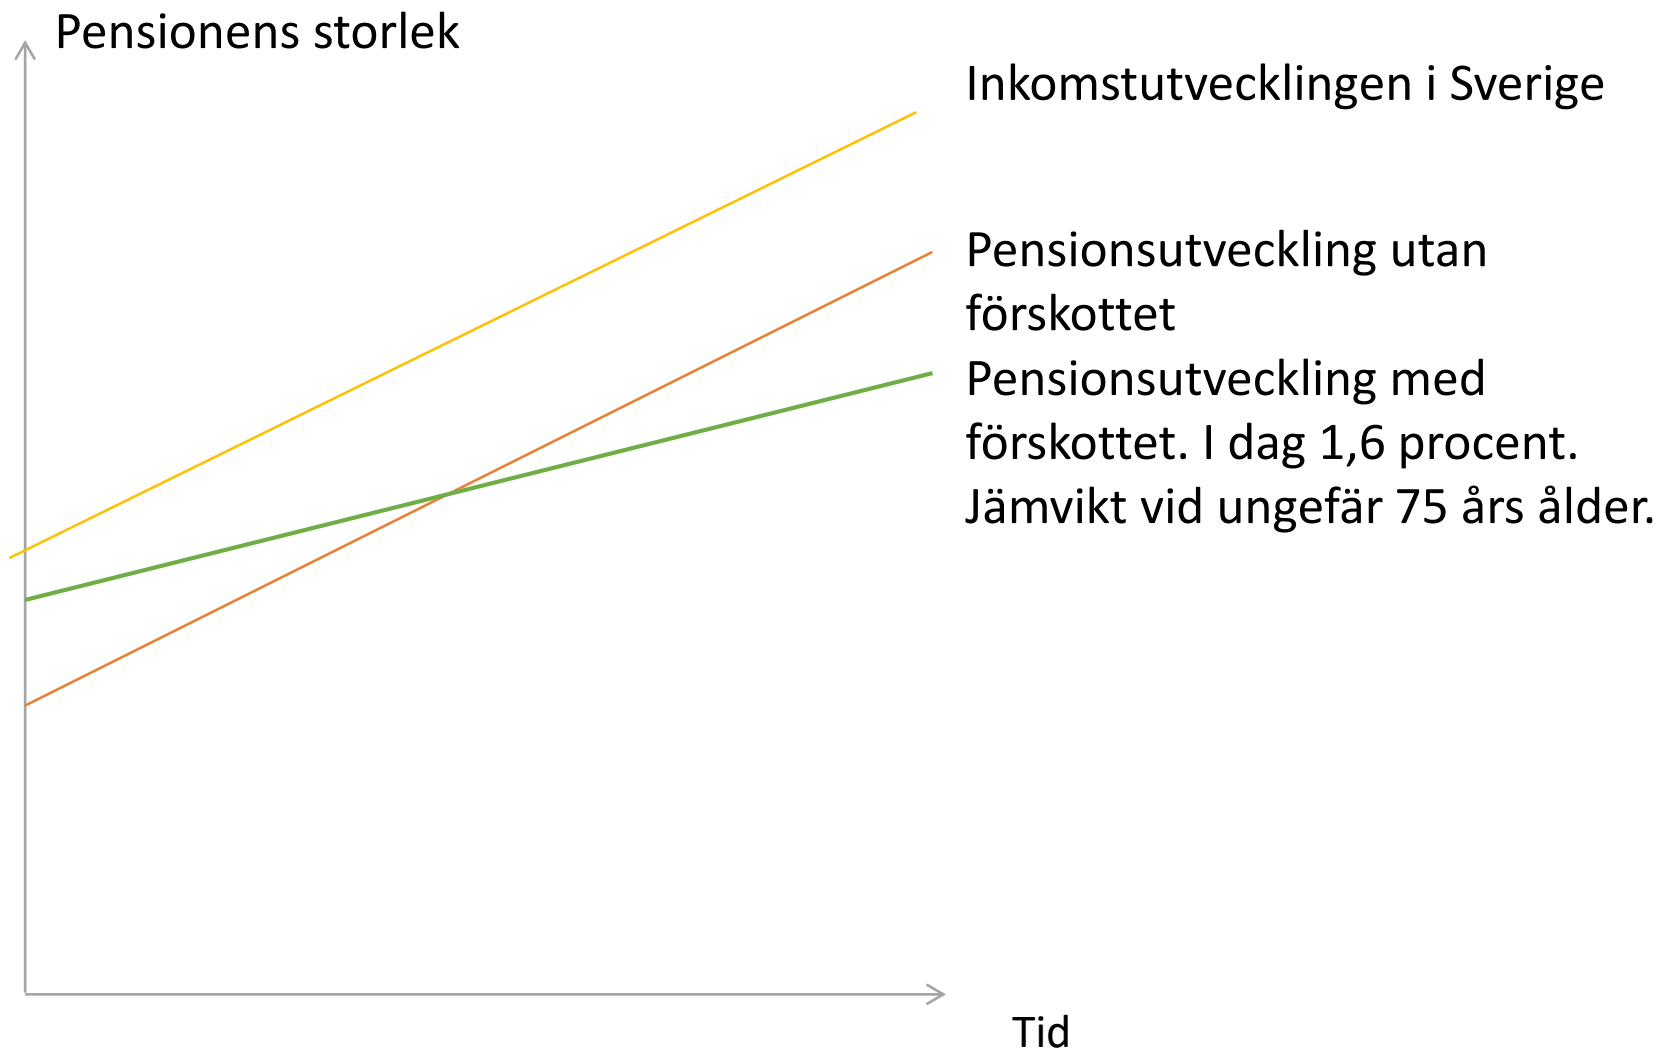 Pensionens storlek
Inkomstutvecklingen i Sverige
Pensionsutveckling utan
förskottet
Pensionsutveckling med
förskottet. I dag 1,6 procent.
Jämvikt vid ungefär 75 års ålder.
Tid